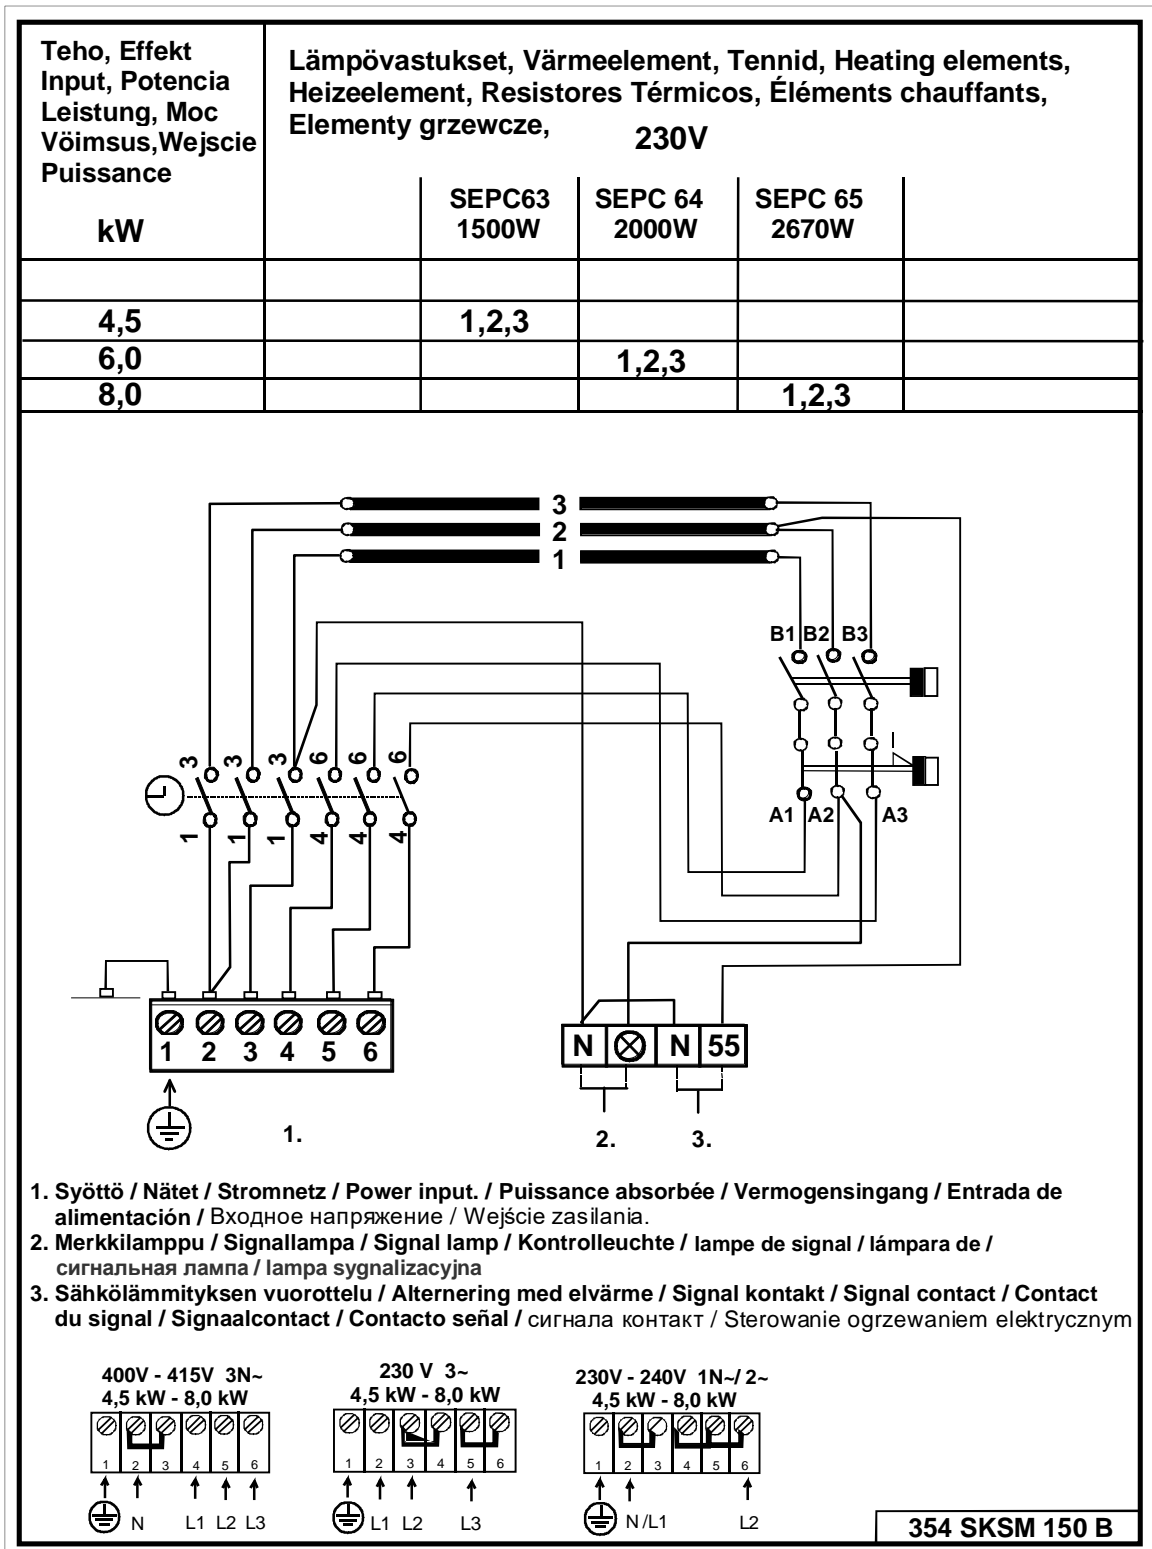 Teho, Effekt
Input, Potencia
Leistung, Moc
Vöimsus,Wejscie
Puissance
kW
Lämpövastukset, Värmeelement, Tennid, Heating elements,
Heizeelement, Resistores Térmicos, Éléments chauffants,
Elementy grzewcze, 230V
SEPC63 SEPC 64 SEPC 65
1500W 2000W 2670W
4,5 1,2,3
6,0 1,2,3
8,0 1,2,3
3
2
1
B1 B2 B3
3 3 3 6 6 6
A1 A2 A3
1 1 1 4 4 4
1 2 3 4 5 6
N N 55
1. 2. 3.
1. Syöttö / Nätet / Stromnetz / Power input. / Puissance absorbée / Vermogensingang / Entrada de
alimentación / Входное напряжение / Wejście zasilania.
2. Merkkilamppu / Signallampa / Signal lamp / Kontrolleuchte / lampe de signal / lámpara de /
сигнальная лампа / lampa sygnalizacyjna
3. Sähkölämmityksen vuorottelu / Alternering med elvärme / Signal kontakt / Signal contact / Contact
du signal / Signaalcontact / Contacto señal / сигнала контакт / Sterowanie ogrzewaniem elektrycznym
400V - 415V 3N~
4,5 kW - 8,0 kW
1 2 3 4 5 6
N L1 L2 L3
230 V 3~
4,5 kW - 8,0 kW
1 2 3 4 5 6
L1 L2 L3
230V - 240V 1N~/ 2~
4,5 kW - 8,0 kW
1 2 3 4 5 6
N /L1 L2
354 SKSM 150 B